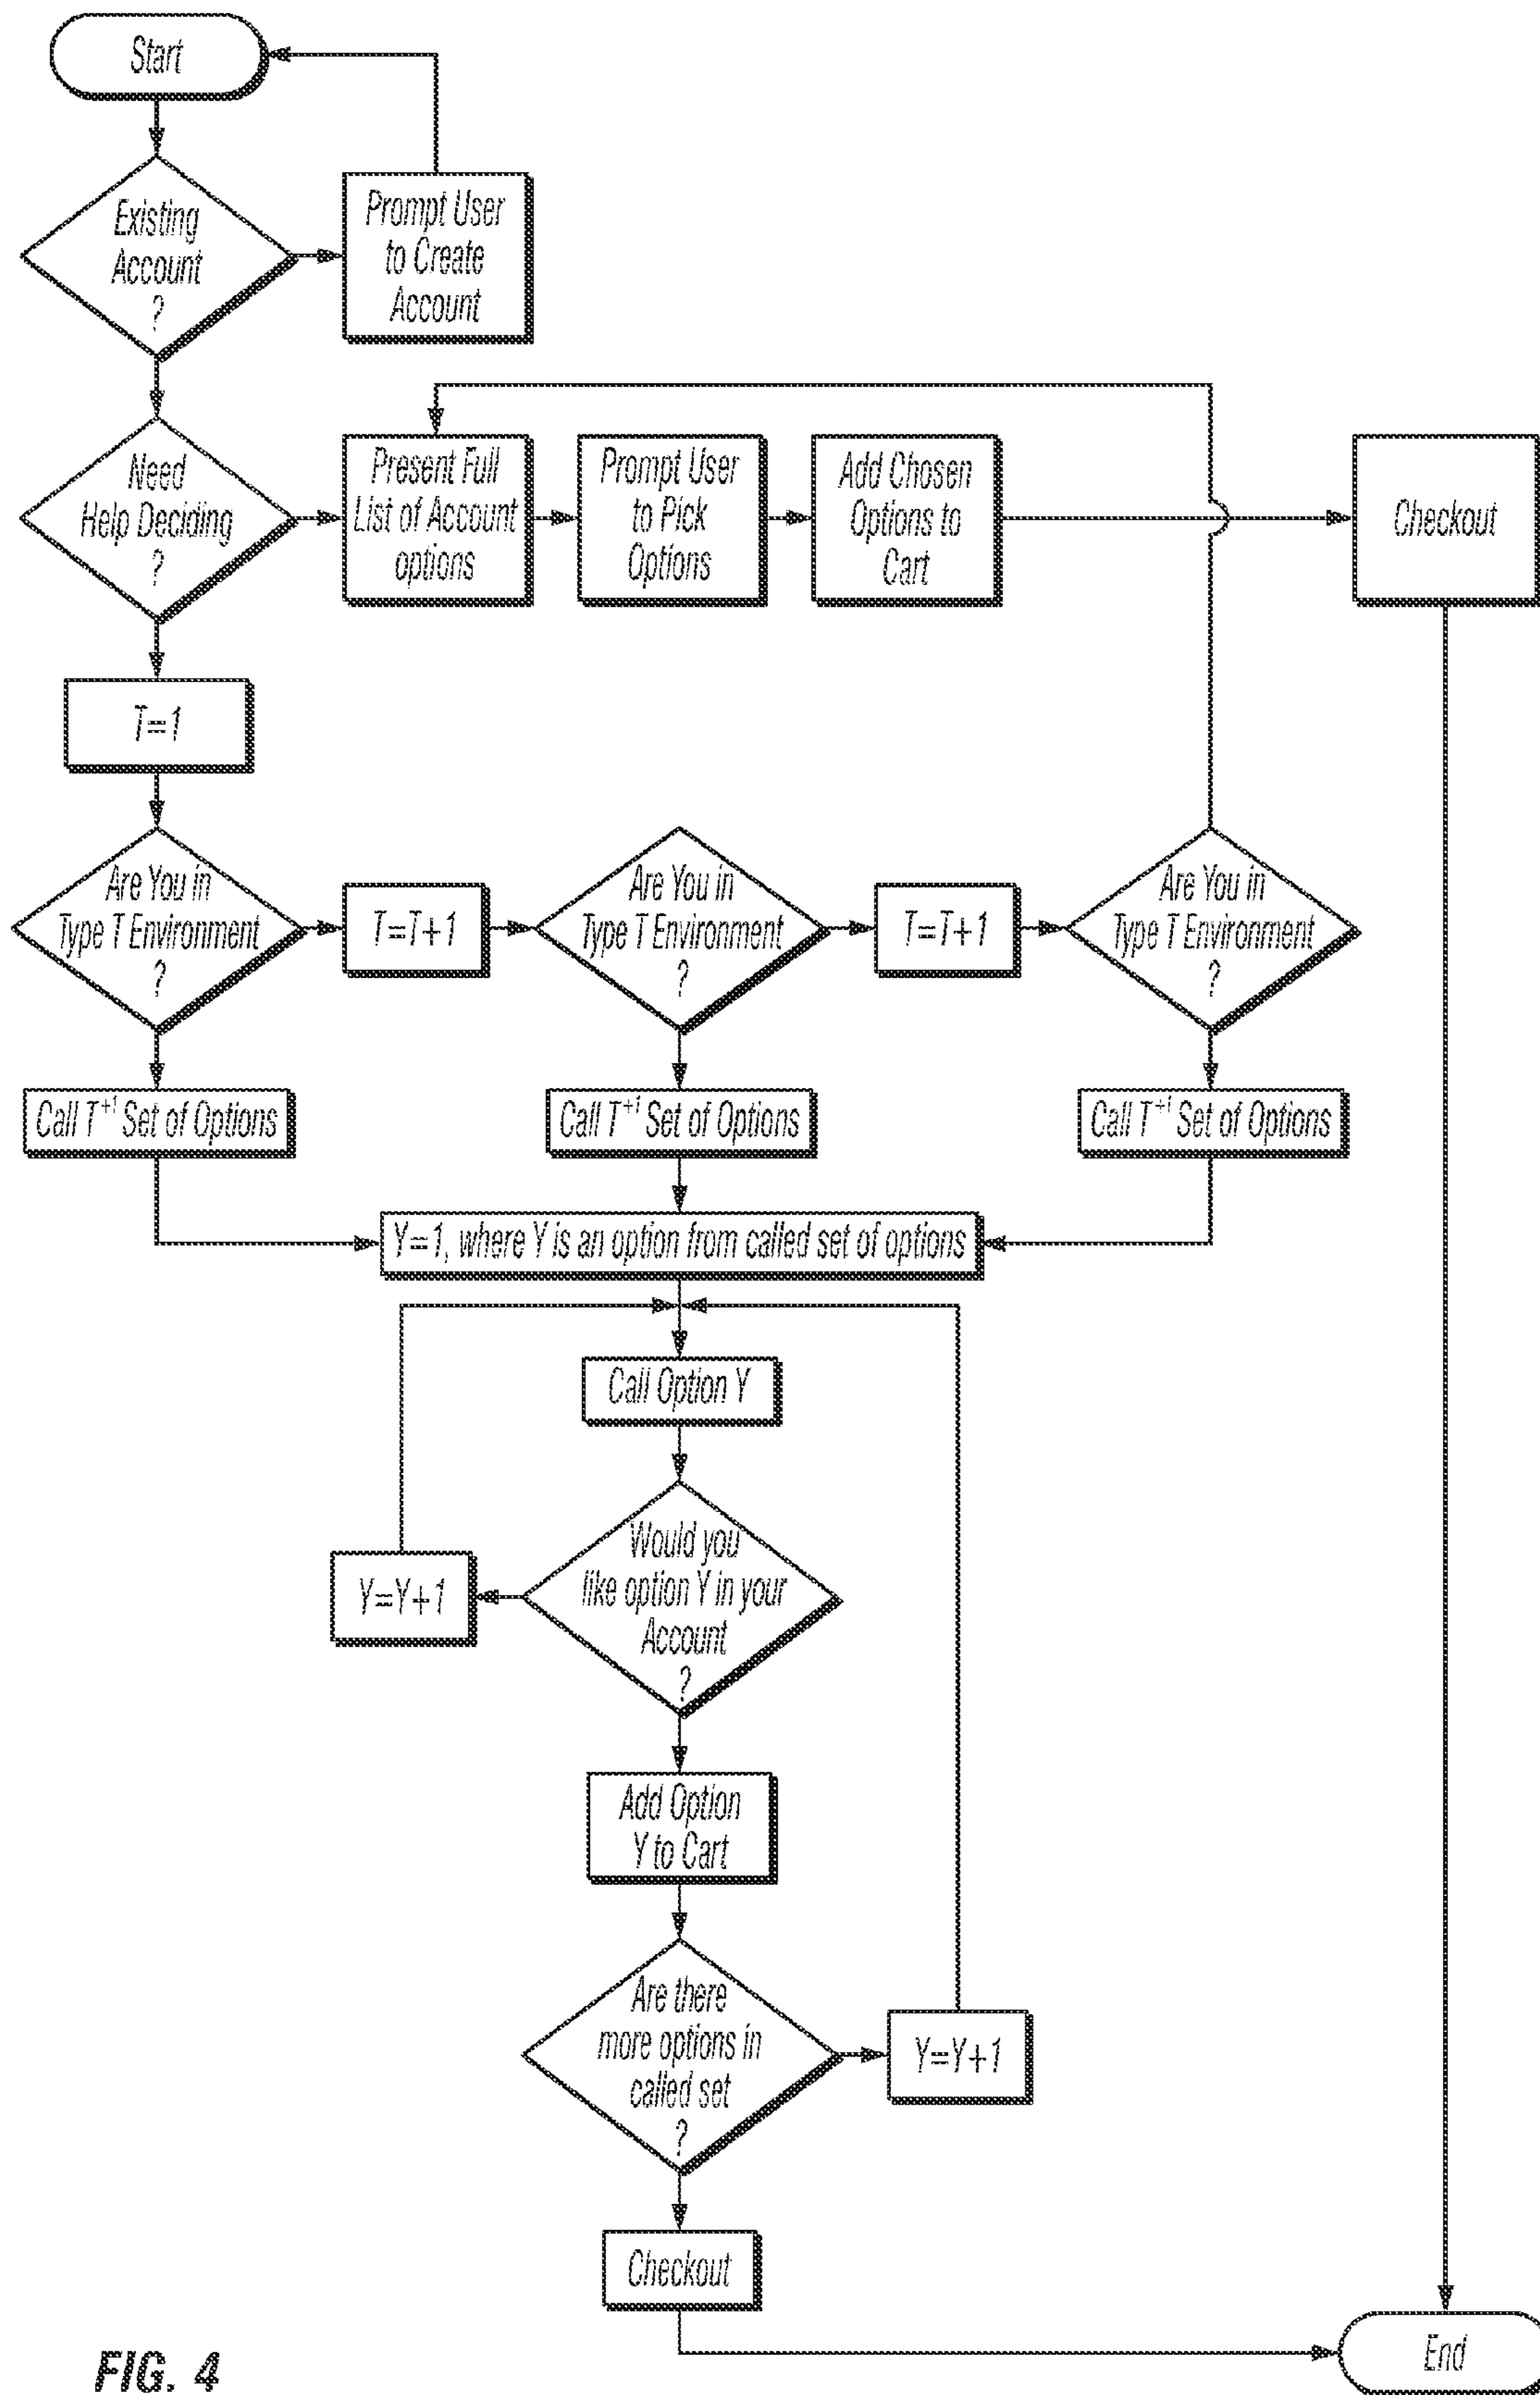 Start
Existing
Account
?
Prompt User
to Create
Account
Need
Help Deciding
?
Present Full
List of Account
options
Prompt User
to Pick
Options
Add Chosen
Options to
Cart
Checkout
T=1
Are You in
Type T Environment
?
T=T+1
Are You in
Type T Environment
?
T=T+1
Are You in
Type T Environment
?
Call T⁺¹ Set of Options
Call T⁺¹ Set of Options
Call T⁺¹ Set of Options
Y=1, where Y is an option from called set of options
Call Option Y
Would you
like option Y in your
Account
?
Y=Y+1
Add Option
Y to Cart
Are there
more options in
called set
?
Y=Y+1
Checkout
End
FIG. 4